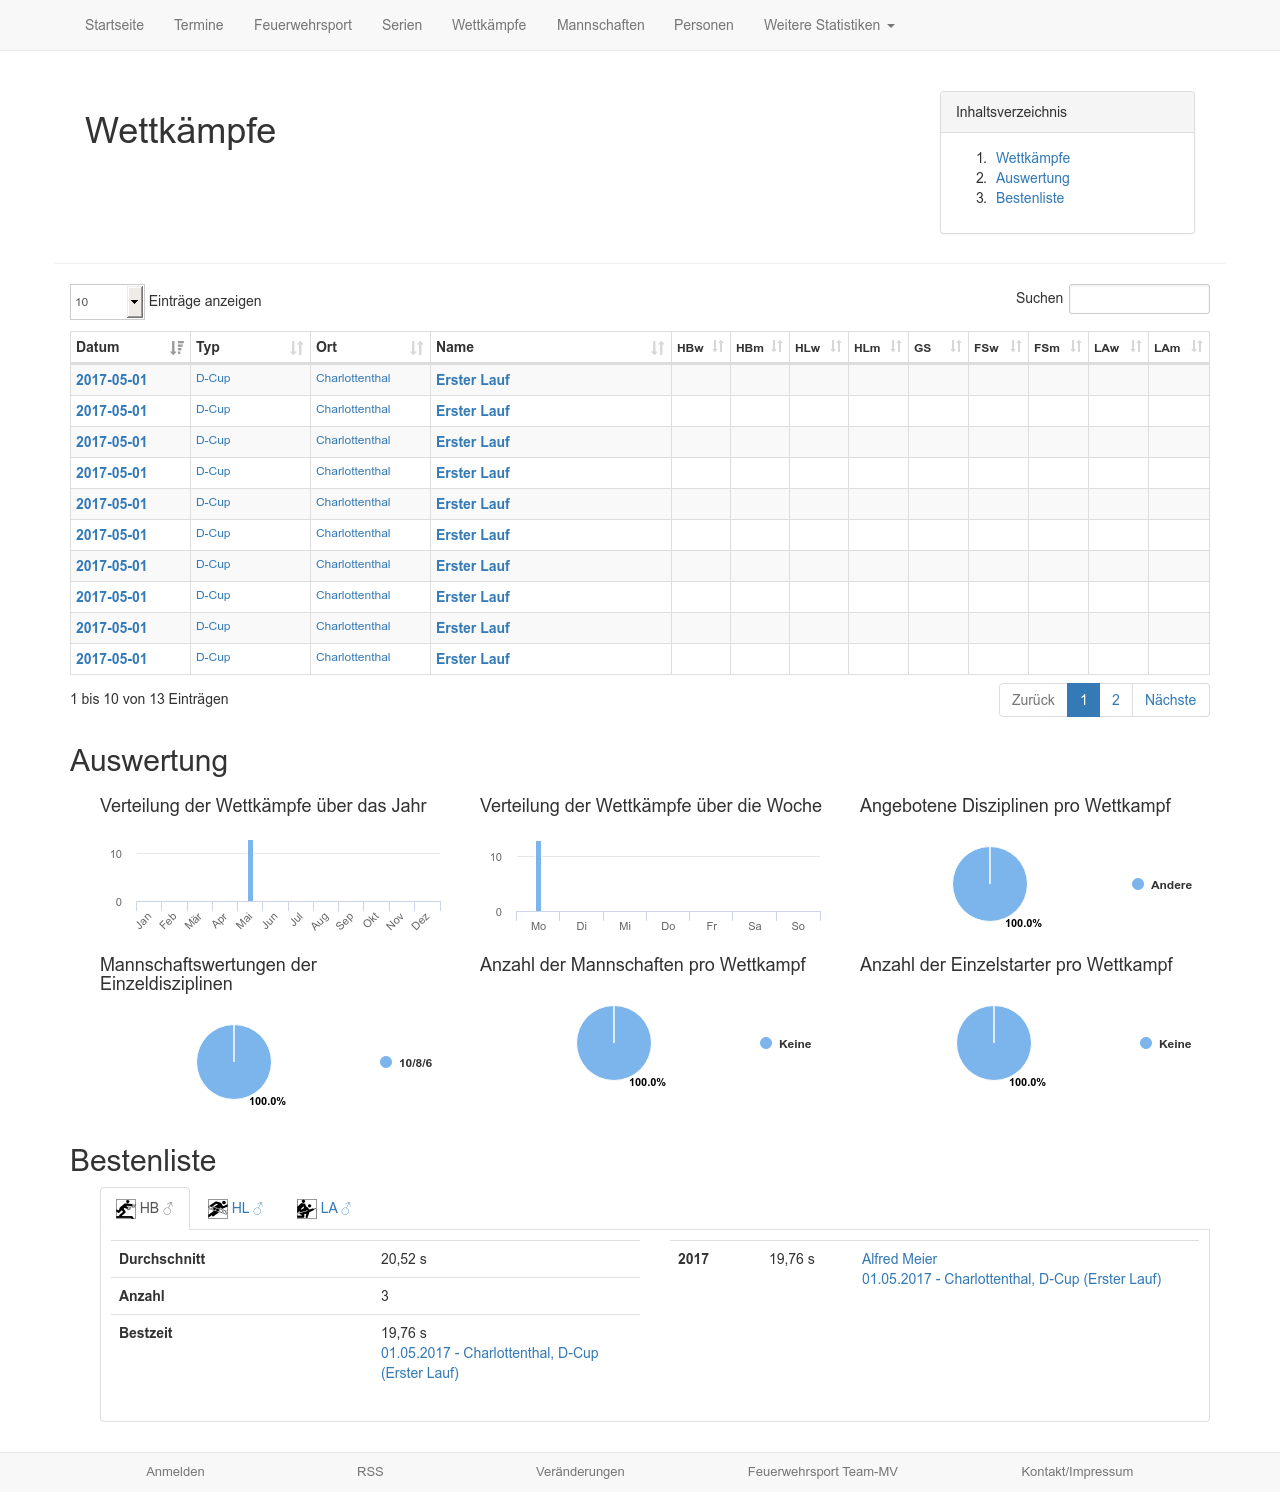 Startseite Termine Feuerwehrsport Serien Wettkämpfe Mannschaften Personen Weitere Statistiken
Wettkämpfe
Inhaltsverzeichnis
1. Wettkämpfe
2. Auswertung
3. Bestenliste
10 Einträge anzeigen
Suchen
Datum Typ Ort Name HBw HBm HLw HLm GS FSw FSm LAw LAm
2017-05-01 D-Cup Charlottenthal Erster Lauf
2017-05-01 D-Cup Charlottenthal Erster Lauf
2017-05-01 D-Cup Charlottenthal Erster Lauf
2017-05-01 D-Cup Charlottenthal Erster Lauf
2017-05-01 D-Cup Charlottenthal Erster Lauf
2017-05-01 D-Cup Charlottenthal Erster Lauf
2017-05-01 D-Cup Charlottenthal Erster Lauf
2017-05-01 D-Cup Charlottenthal Erster Lauf
2017-05-01 D-Cup Charlottenthal Erster Lauf
2017-05-01 D-Cup Charlottenthal Erster Lauf
1 bis 10 von 13 Einträgen
Zurück 1 2 Nächste
Auswertung
Verteilung der Wettkämpfe über das Jahr
10
0
Jan Feb Mär Apr Mai Jun Jul Aug Sep Okt Nov Dez
Verteilung der Wettkämpfe über die Woche
10
0
Mo Di Mi Do Fr Sa So
Angebotene Disziplinen pro Wettkampf
Andere
100.0%
Mannschaftswertungen der
Einzeldisziplinen
10/8/6
100.0%
Anzahl der Mannschaften pro Wettkampf
Keine
100.0%
Anzahl der Einzelstarter pro Wettkampf
Keine
100.0%
Bestenliste
HB ♂ HL ♂ LA ♂
Durchschnitt 20,52 s
Anzahl 3
Bestzeit 19,76 s
01.05.2017 - Charlottenthal, D-Cup
(Erster Lauf)
2017 19,76 s Alfred Meier
01.05.2017 - Charlottenthal, D-Cup (Erster Lauf)
Anmelden RSS Veränderungen Feuerwehrsport Team-MV Kontakt/Impressum